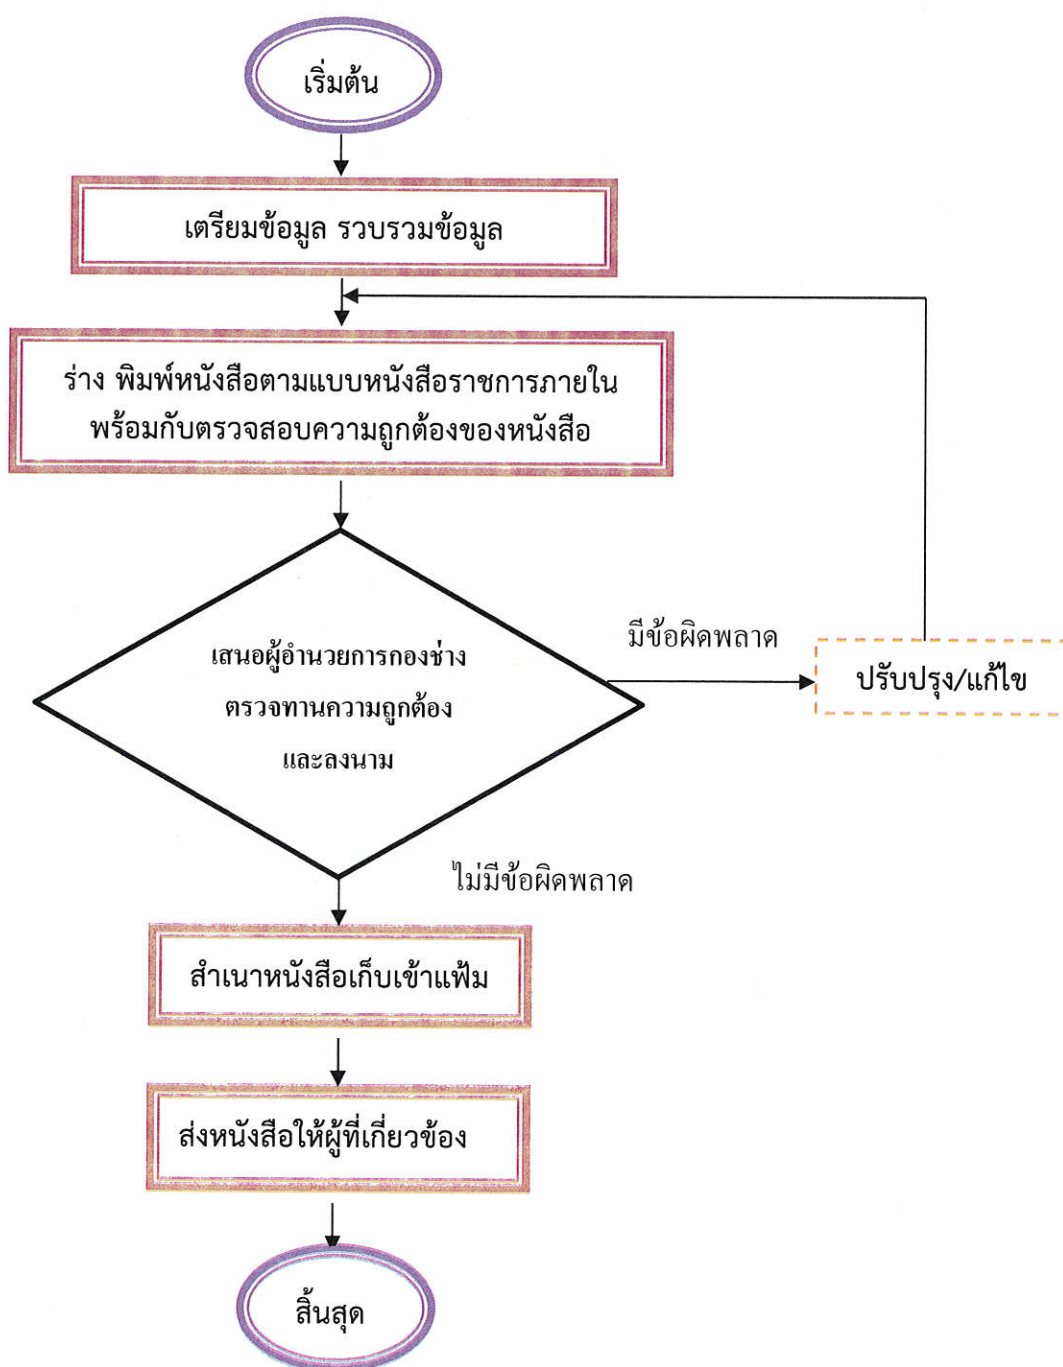 เริ่มต้น
เตรียมข้อมูล รวบรวมข้อมูล
ร่าง พิมพ์หนังสือตามแบบหนังสือราชการภายใน
พร้อมกับตรวจสอบความถูกต้องของหนังสือ
เสนอผู้อำนวยการกองช่าง
ตรวจทานความถูกต้อง
และลงนาม
มีข้อผิดพลาด
ปรับปรุง/แก้ไข
ไม่มีข้อผิดพลาด
สำเนาหนังสือเก็บเข้าแฟ้ม
ส่งหนังสือให้ผู้ที่เกี่ยวข้อง
สิ้นสุด